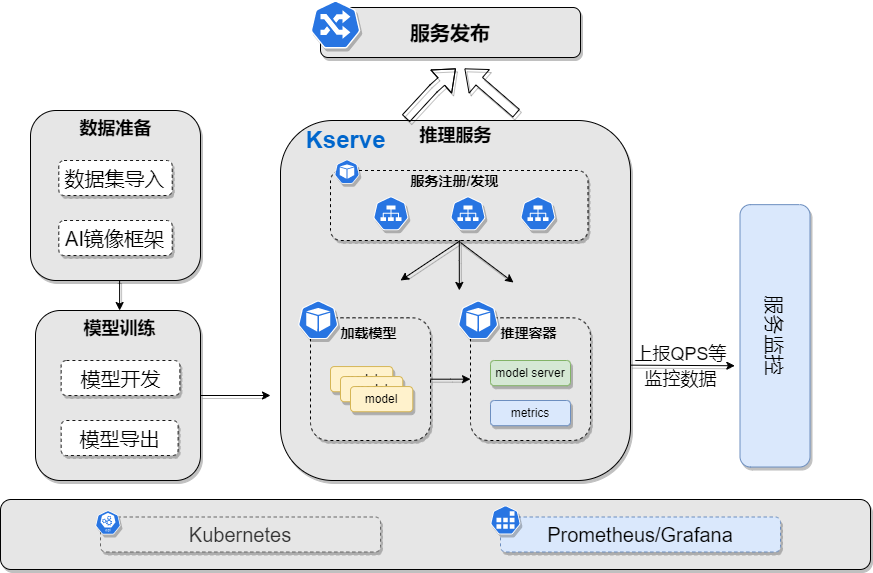 服务发布
数据准备
数据集导入
AI镜像框架
模型训练
模型开发
模型导出
Kserve
推理服务
服务注册/发现
加载模型
model
推理容器
model server
metrics
上报QPS等
监控数据
服务监控
Kubernetes
Prometheus/Grafana